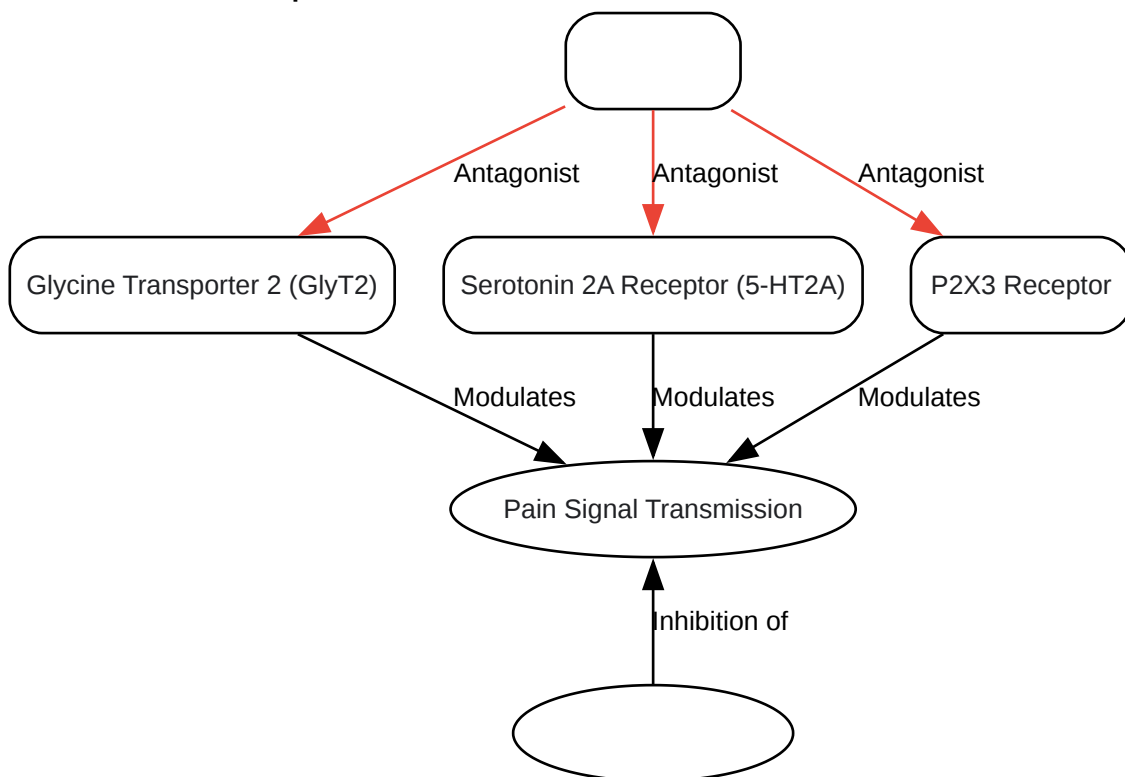 Antagonist
Antagonist
Antagonist
Glycine Transporter 2 (GlyT2)
Serotonin 2A Receptor (5-HT2A)
P2X3 Receptor
Modulates
Modulates
Modulates
Pain Signal Transmission
Inhibition of